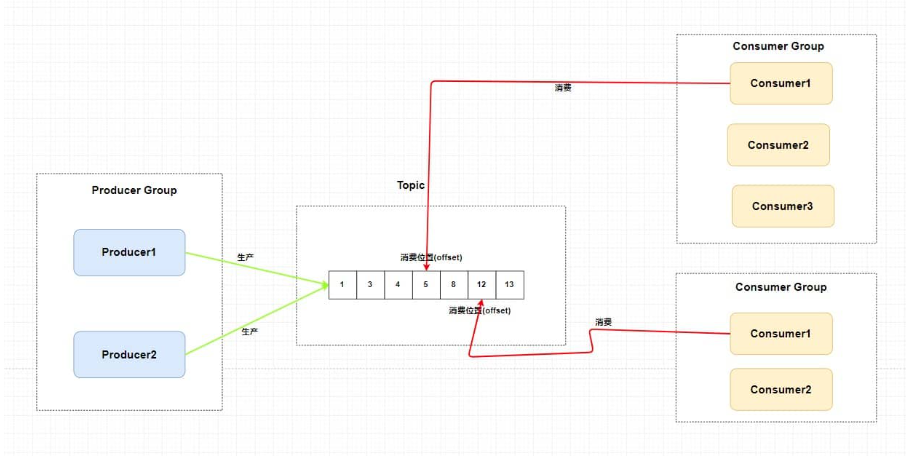 Producer Group
Producer1
Producer2
生产
生产
Topic
消费位置(offset)
1 3 4 5 8 12 13
消费位置(offset)
消费
消费
Consumer Group
Consumer1
Consumer2
Consumer3
Consumer Group
Consumer1
Consumer2